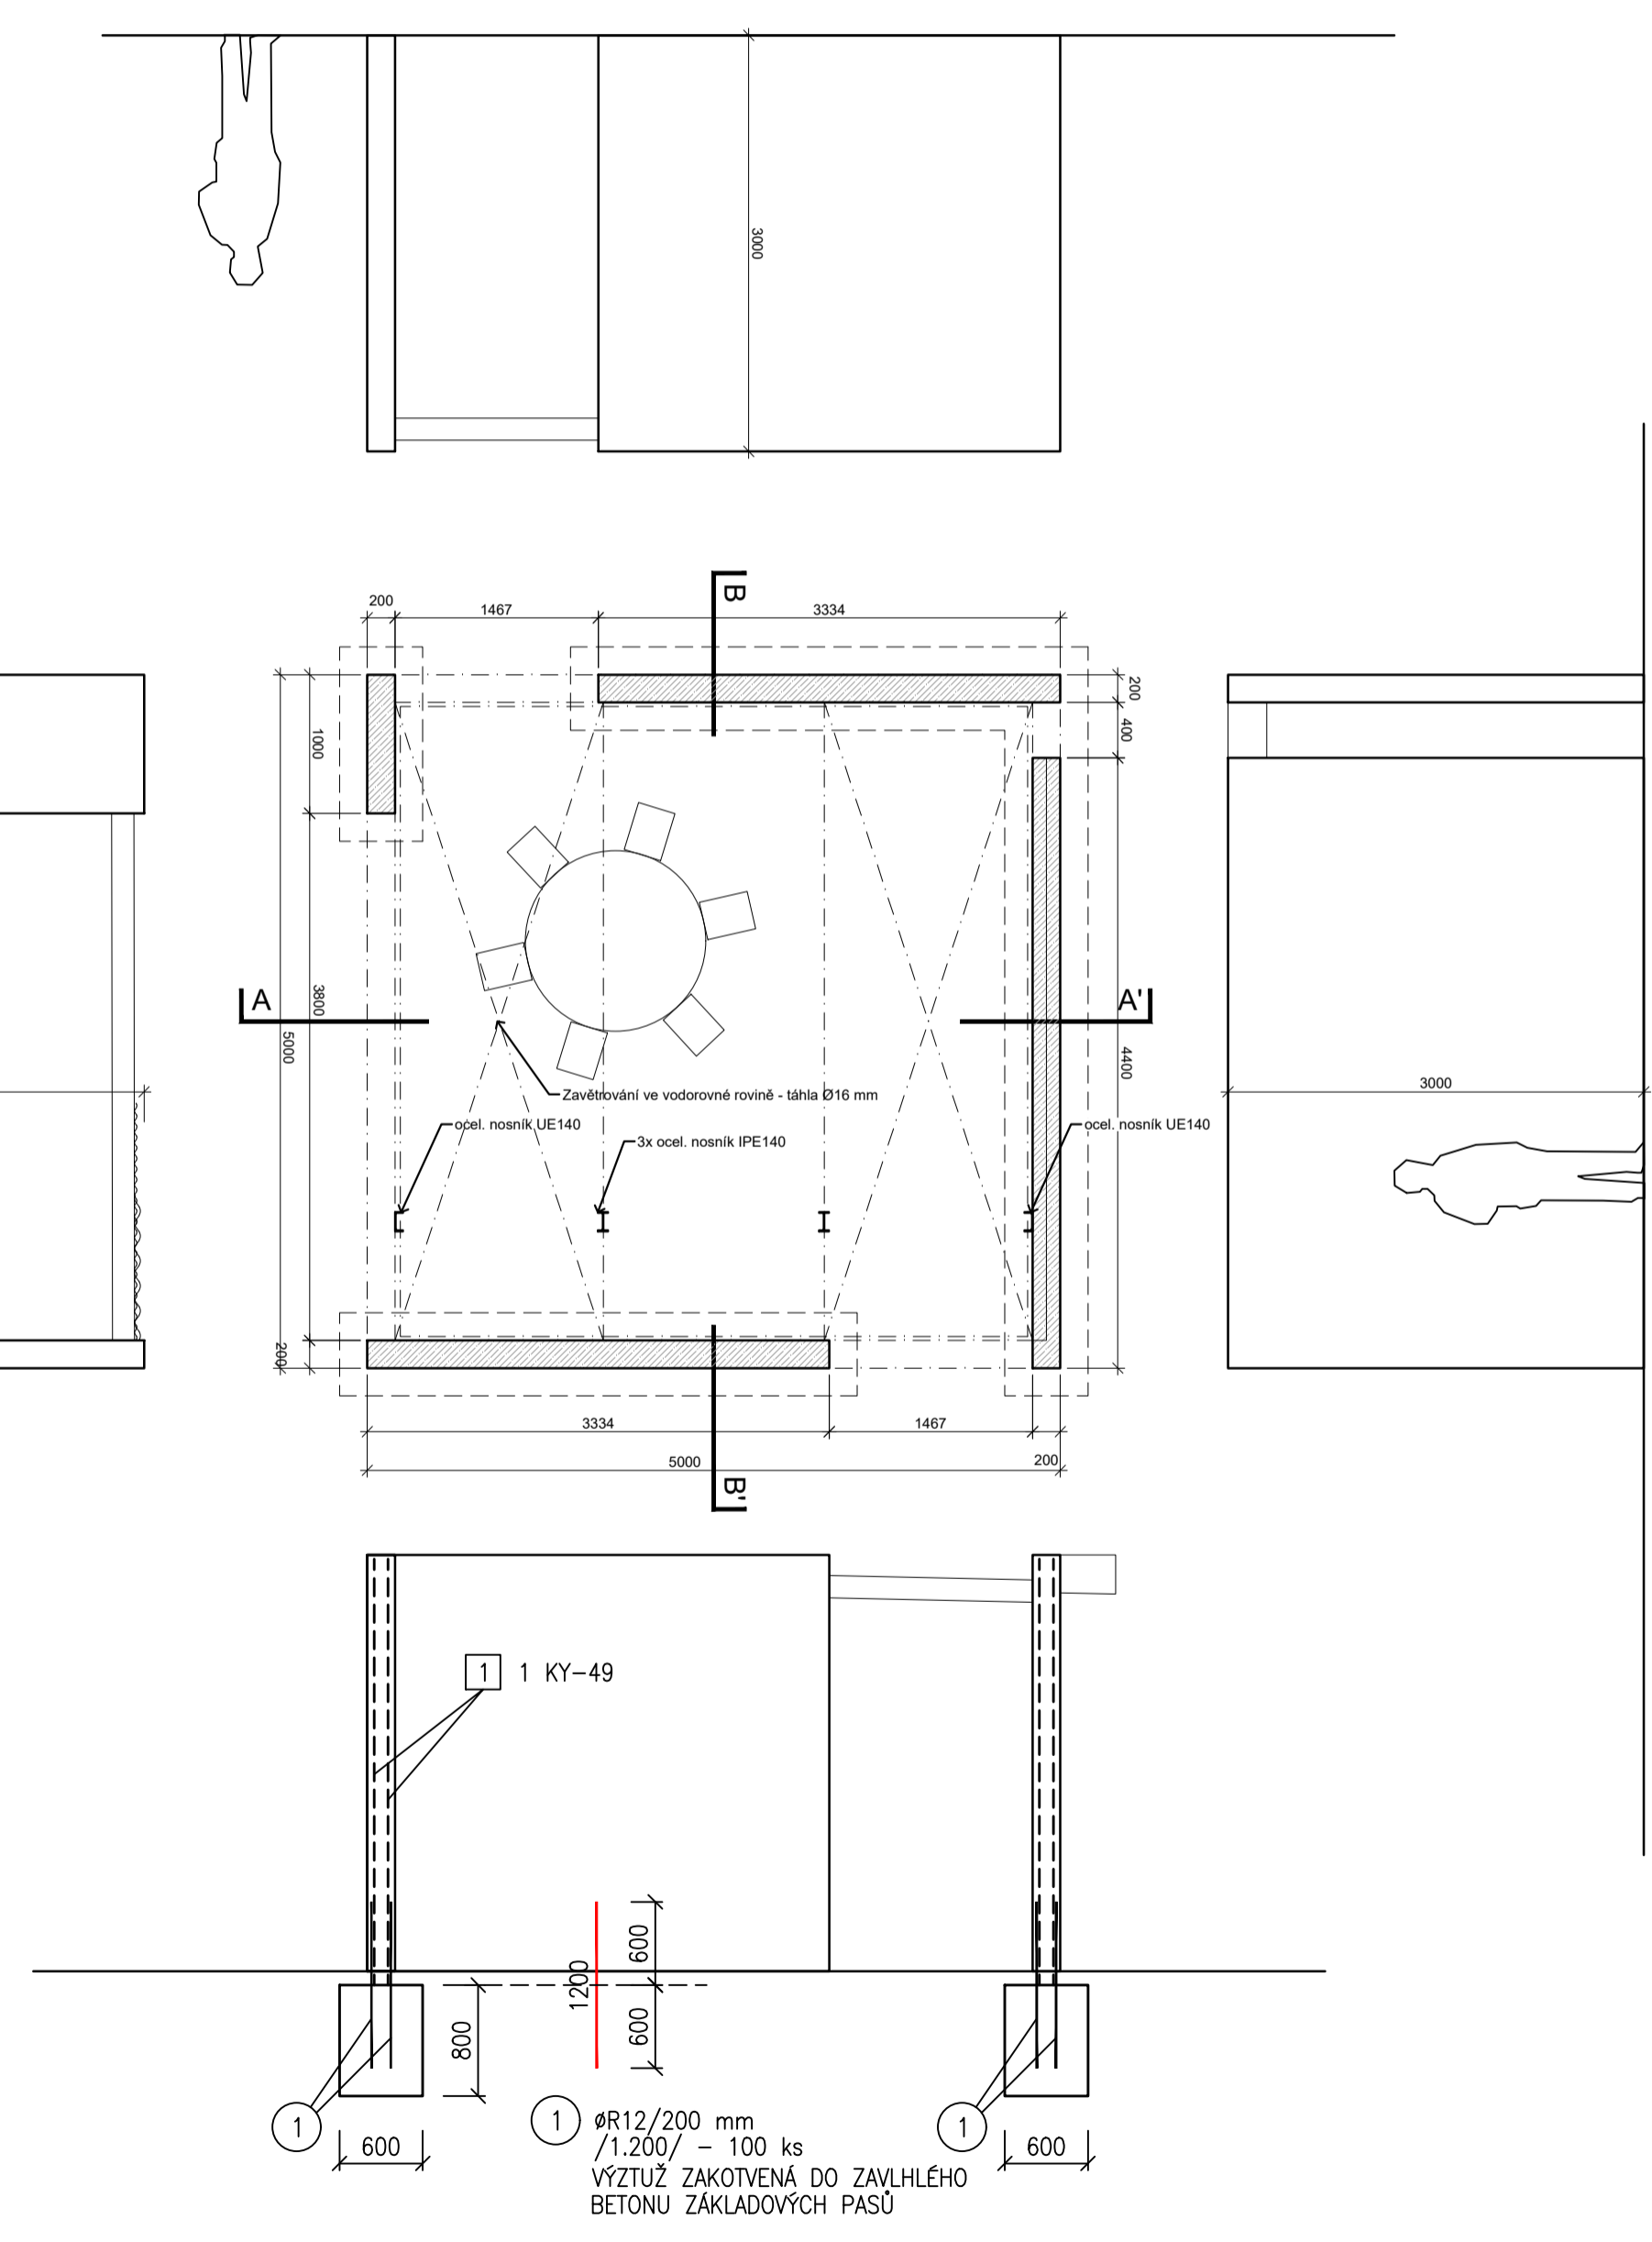 3000
B
200
1467
3334
200
400
1000
3800
5000
200
A
A'
4400
3000
Zavětrování ve vodorovné rovině - táhla Ø16 mm
ocel. nosník UE140
3x ocel. nosník IPE140
ocel. nosník UE140
3334
1467
5000
200
B'
1 1 KY-49
600
1200
600
800
1
600
1 øR12/200 mm
/1.200/ - 100 ks
VÝZTUŽ ZAKOTVENÁ DO ZAVLHLÉHO
BETONU ZÁKLADOVÝCH PASŮ
1
600